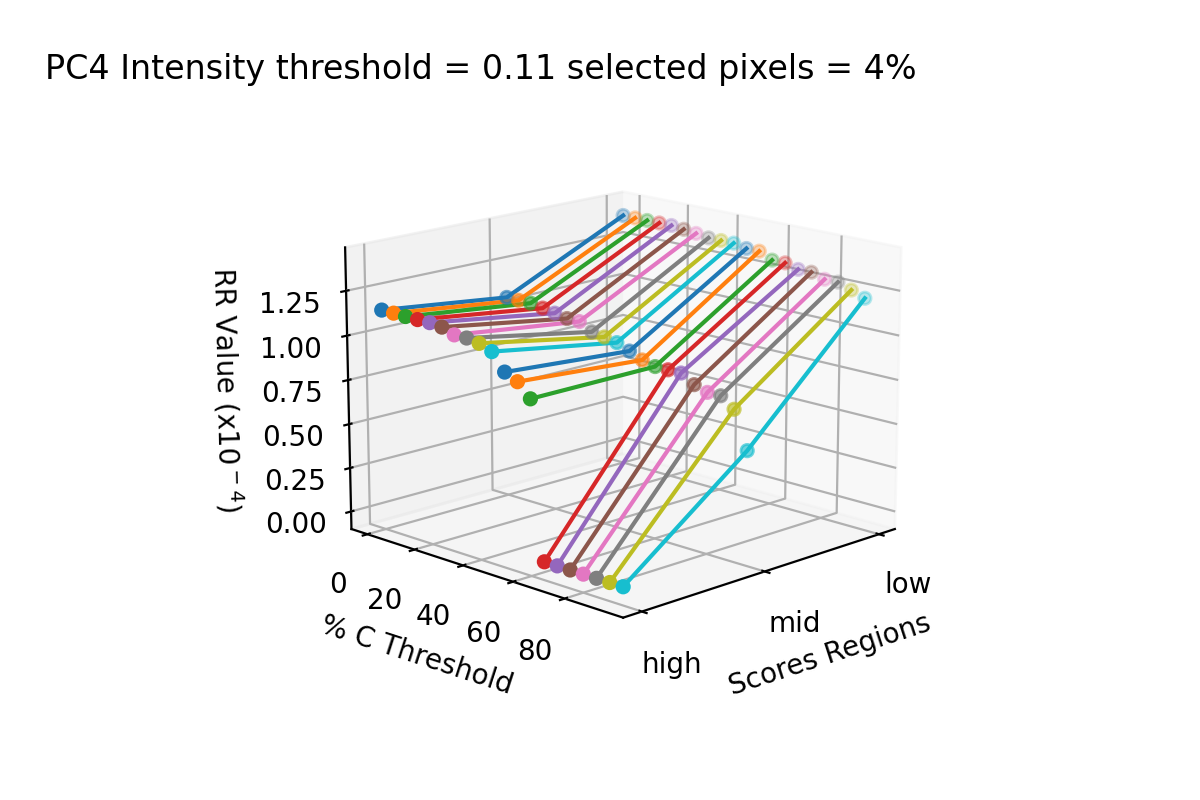 PC4 Intensity threshold = 0.11 selected pixels = 4%
RR Value (x10⁻⁴)
1.25
1.00
0.75
0.50
0.25
0.00
0
20
40
60
80
% C Threshold
low
mid
high
Scores Regions